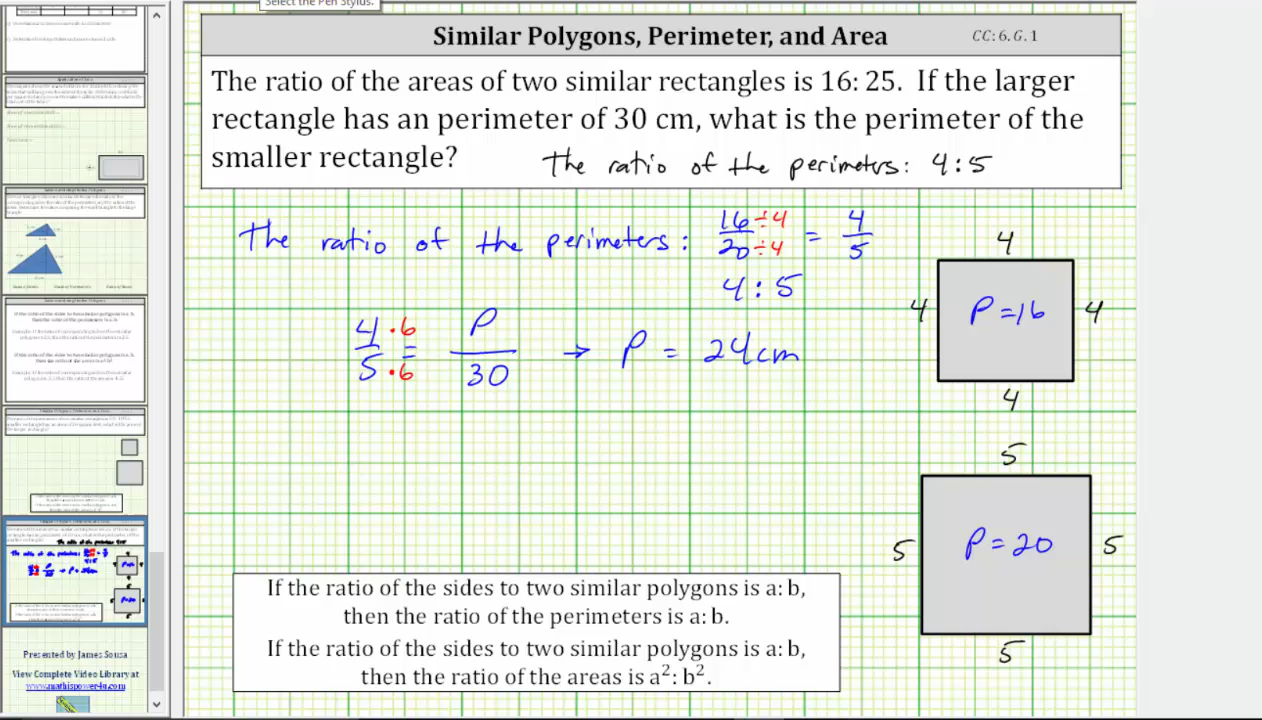 Select the Pen Stylus.
Similar Polygons, Perimeter, and Area CC: 6. G. 1
The ratio of the areas of two similar rectangles is 16: 25. If the larger
rectangle has an perimeter of 30 cm, what is the perimeter of the
smaller rectangle? The ratio of the perimeters: 4:5
The ratio of the perimeters: 16÷4/20÷4 = 4/5
4:5
4·6/5·6 = P/30 → P = 24cm
4
4 P=16 4
4
5
5 P=20 5
5
If the ratio of the sides to two similar polygons is a: b,
then the ratio of the perimeters is a: b.
If the ratio of the sides to two similar polygons is a: b,
then the ratio of the areas is a²: b².
Presented by James Sousa
View Complete Video Library at
www.mathispower4u.com